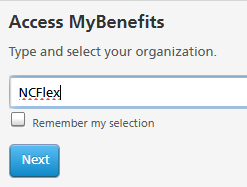 Access MyBenefits
Type and select your organization.
NCFlex
Remember my selection
Next